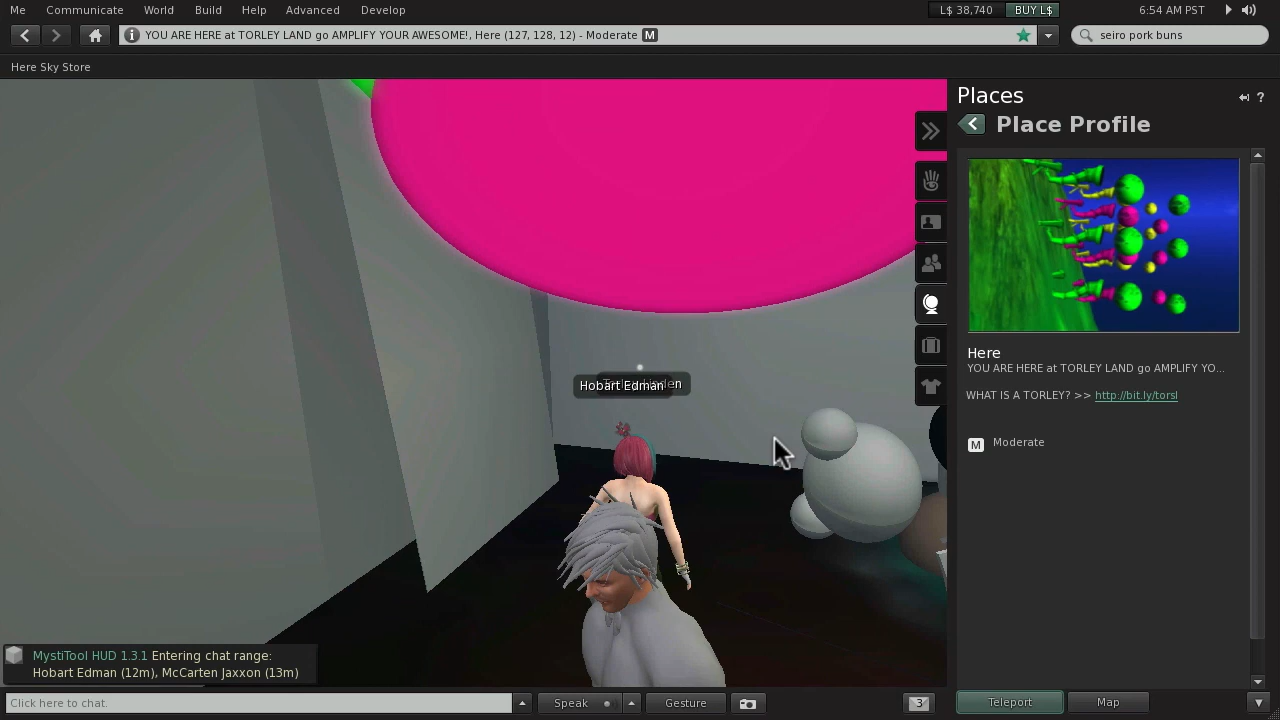 Me Communicate World Build Help Advanced Develop L$ 38,740 BUY L$ 6:54 AM PST
YOU ARE HERE at TORLEY LAND go AMPLIFY YOUR AWESOME!, Here (127, 128, 12) - Moderate M seiro pork buns
Here Sky Store
Places ?
Place Profile
Here
YOU ARE HERE at TORLEY LAND go AMPLIFY YO...
WHAT IS A TORLEY? >> http://bit.ly/torsl
M Moderate
Hobart Edman
MystiTool HUD 1.3.1 Entering chat range:
Hobart Edman (12m), McCarten Jaxxon (13m)
Click here to chat. Speak Gesture 3 Teleport Map